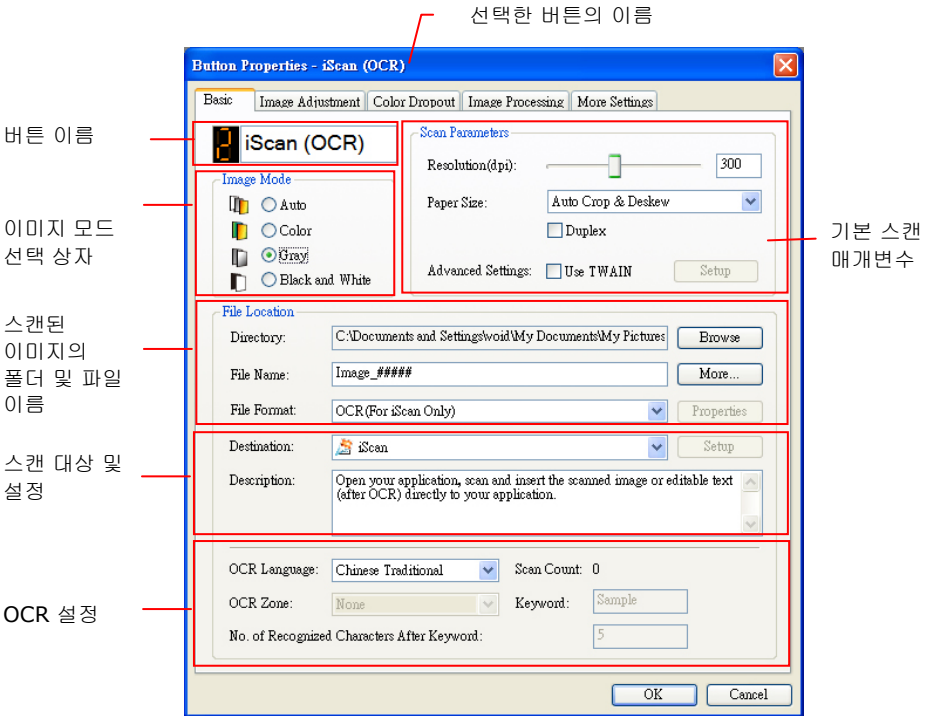 선택한 버튼의 이름
Button Properties - iScan (OCR)
Basic Image Adjustment Color Dropout Image Processing More Settings
버튼 이름
2 iScan (OCR)
Scan Parameters
Resolution(dpi): 300
Image Mode
Auto
Paper Size: Auto Crop & Deskew
이미지 모드
선택 상자
Color
Duplex
기본 스캔
매개변수
Gray
Black and White
Advanced Settings: Use TWAIN Setup
스캔된
이미지의
폴더 및 파일
이름
File Location
Directory: C:\Documents and Settings\void\My Documents\My Pictures Browse
File Name: Image_##### More...
File Format: OCR(For iScan Only) Properties
스캔 대상 및
설정
Destination: iScan Setup
Description: Open your application, scan and insert the scanned image or editable text
(after OCR) directly to your application.
OCR 설정
OCR Language: Chinese Traditional Scan Count: 0
OCR Zone: None Keyword: Sample
No. of Recognized Characters After Keyword: 5
OK Cancel